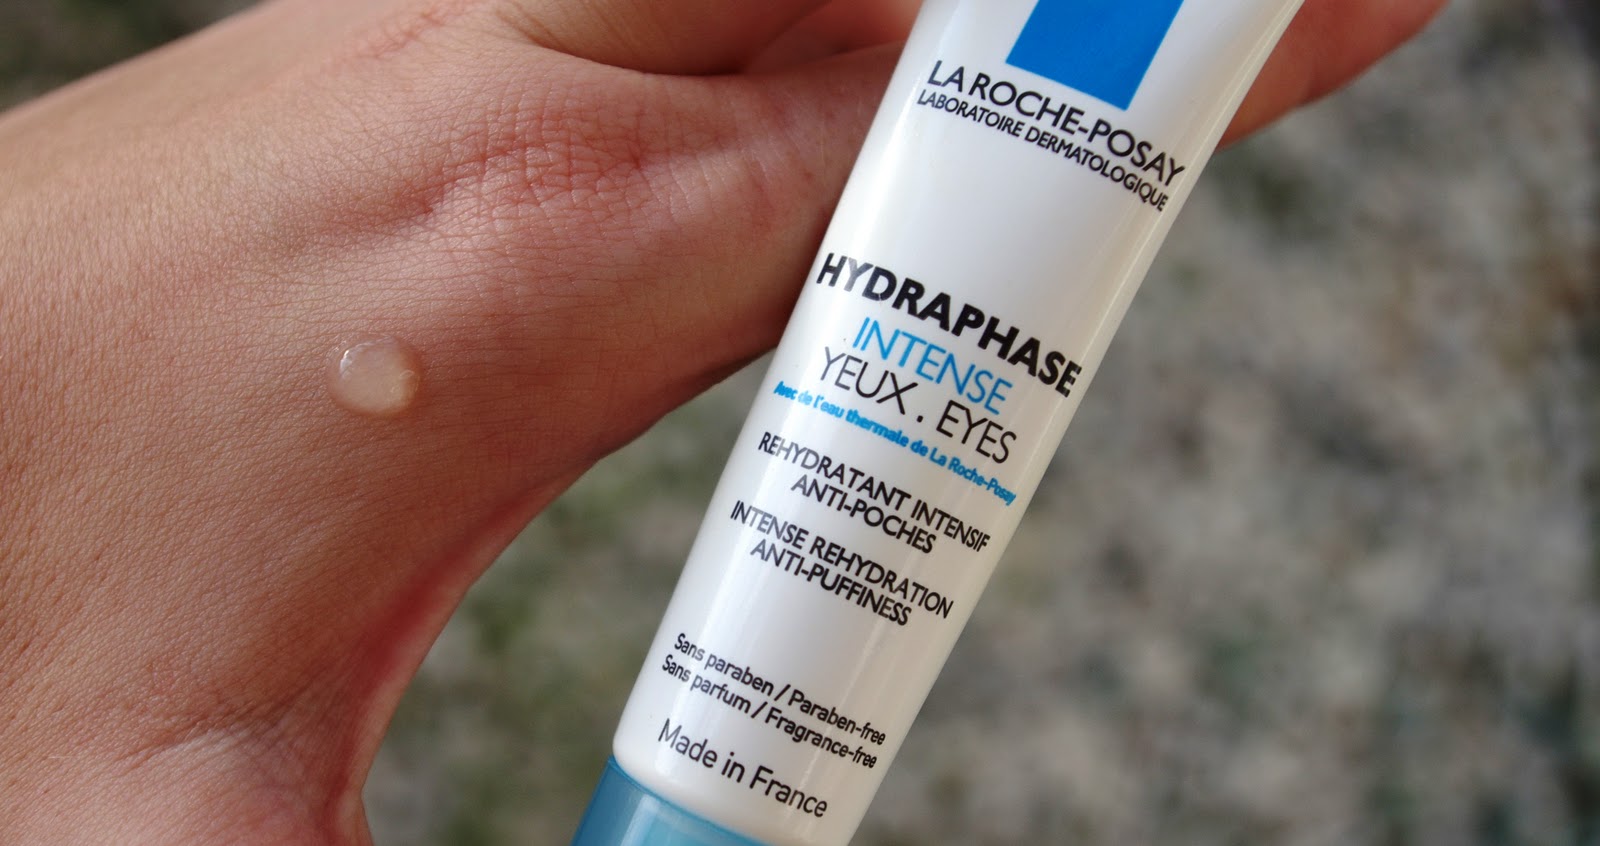 LA ROCHE-POSAY
LABORATOIRE DERMATOLOGIQUE
HYDRAPHASE
INTENSE
YEUX . EYES
Avec de l'eau thermale de La Roche-Posay
REHYDRATANT INTENSIF
ANTI-POCHES
INTENSE REHYDRATION
ANTI-PUFFINESS
Sans paraben / Paraben-free
Sans parfum / Fragrance-free
Made in France